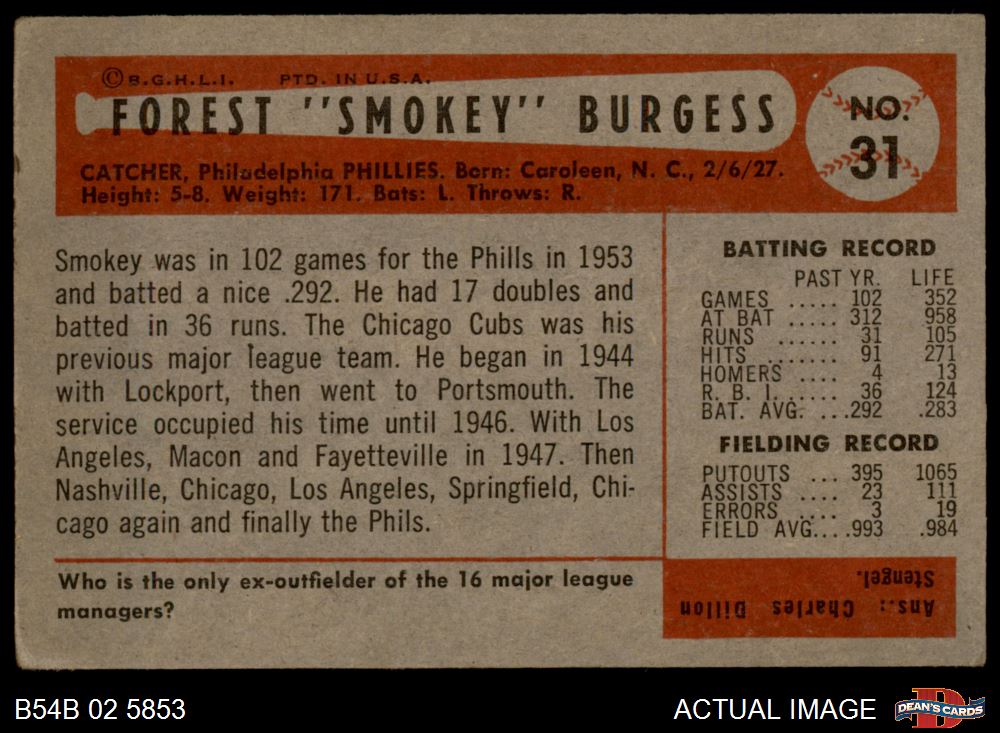 © B.G.H.L.I. PTD. IN U.S.A.
FOREST "SMOKEY" BURGESS
NO.
31
CATCHER, Philadelphia PHILLIES. Born: Caroleen, N. C., 2/6/27.
Height: 5-8. Weight: 171. Bats: L. Throws: R.
Smokey was in 102 games for the Phills in 1953
and batted a nice .292. He had 17 doubles and
batted in 36 runs. The Chicago Cubs was his
previous major league team. He began in 1944
with Lockport, then went to Portsmouth. The
service occupied his time until 1946. With Los
Angeles, Macon and Fayetteville in 1947. Then
Nashville, Chicago, Los Angeles, Springfield, Chi-
cago again and finally the Phils.
BATTING RECORD
PAST YR. LIFE
GAMES ..... 102 352
AT BAT ..... 312 958
RUNS ...... 31 105
HITS ....... 91 271
HOMERS .... 4 13
R. B. I. ...... 36 124
BAT. AVG. ... .292 .283
FIELDING RECORD
PUTOUTS ... 395 1065
ASSISTS .... 23 111
ERRORS .... 3 19
FIELD AVG. ... .993 .984
Who is the only ex-outfielder of the 16 major league
managers?
Ans.: Charles Dillon
Stengel.
B54B 02 5853
ACTUAL IMAGE
DEAN'S CARDS